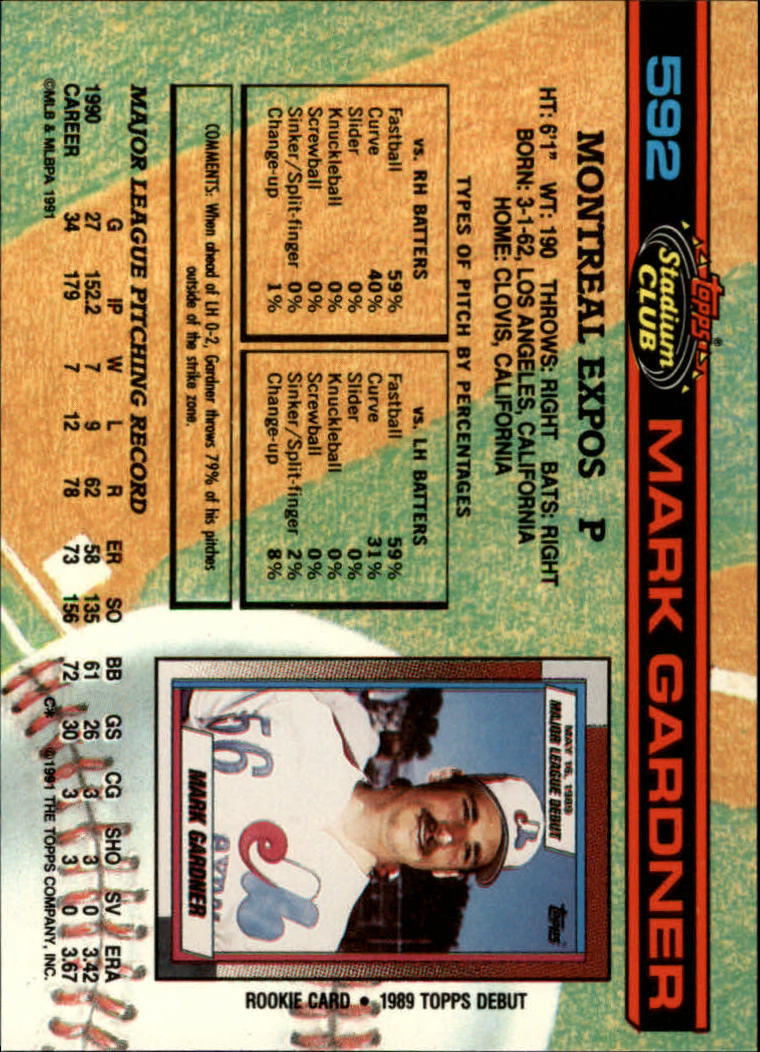 592
topps®
Stadium
CLUB
MARK GARDNER
MONTREAL EXPOS P
HT: 6'1" WT: 190 THROWS: RIGHT BATS: RIGHT
BORN: 3-1-62, LOS ANGELES, CALIFORNIA
HOME: CLOVIS, CALIFORNIA
TYPES OF PITCH BY PERCENTAGES
vs. RH BATTERS
Fastball 59%
Curve 40%
Slider 0%
Knuckleball 0%
Screwball 0%
Sinker/Split-finger 0%
Change-up 1%
vs. LH BATTERS
Fastball 59%
Curve 31%
Slider 0%
Knuckleball 0%
Screwball 0%
Sinker/Split-finger 2%
Change-up 8%
COMMENTS: When ahead of LH 0-2, Gardner throws 79% of his pitches
outside of the strike zone.
MAY 16, 1989
MAJOR LEAGUE DEBUT
topps
56
MARK GARDNER
ROOKIE CARD • 1989 TOPPS DEBUT
MAJOR LEAGUE PITCHING RECORD
G IP W L R ER SO BB GS CG SHO SV ERA
1990 27 152.2 7 9 62 58 135 61 26 3 3 0 3.42
CAREER 34 179 7 12 78 73 156 72 30 3 3 0 3.67
©MLB & MLBPA 1991
C* ©1991 THE TOPPS COMPANY, INC.